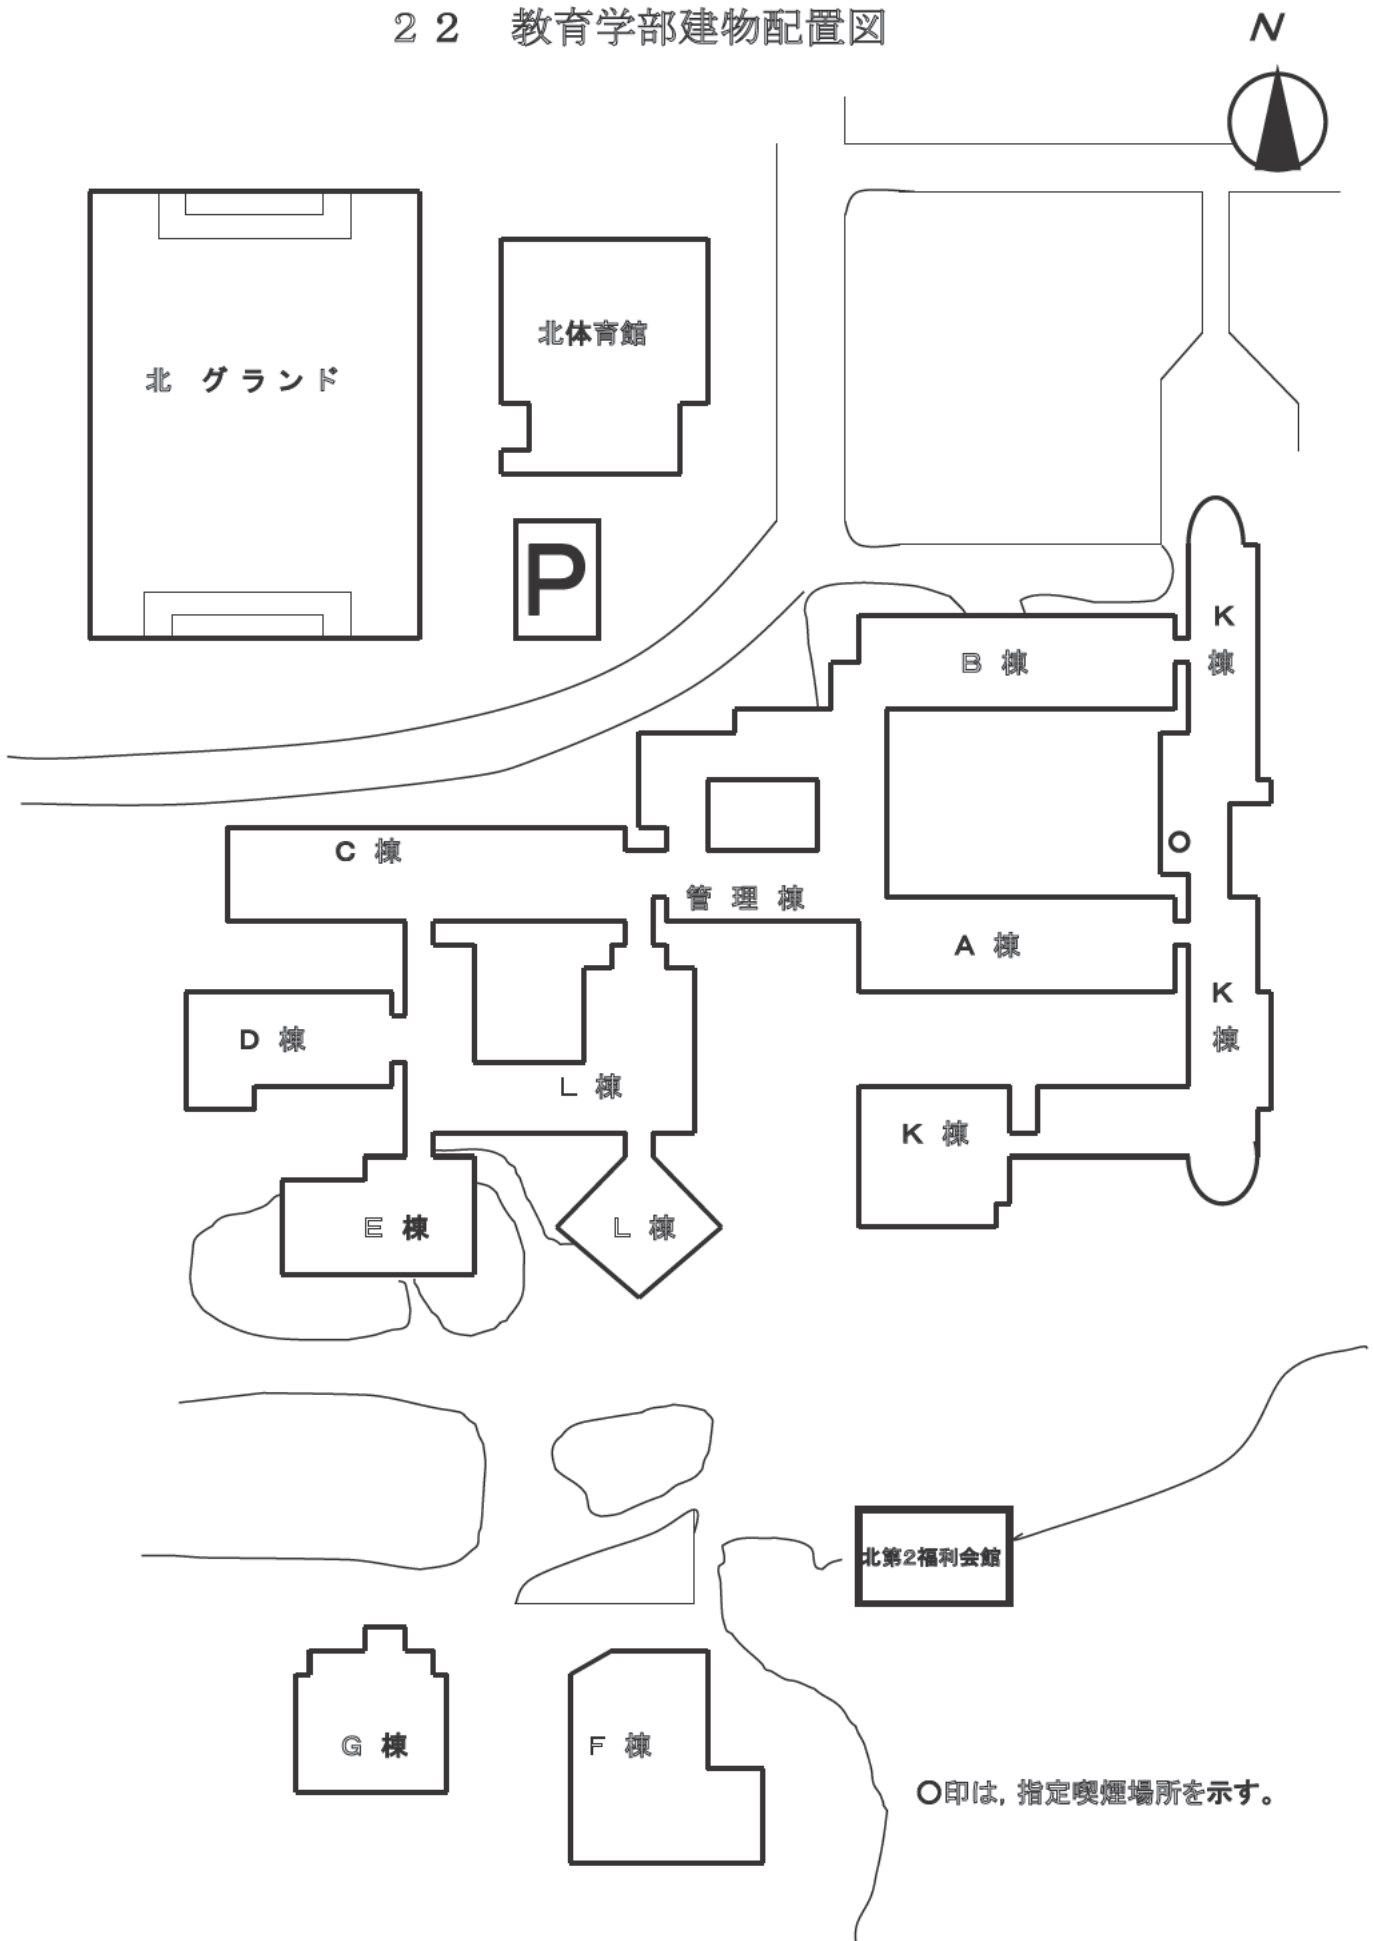 ２２　教育学部建物配置図
N
北体育館
北 グランド
P
K
棟
B 棟
C 棟
管理棟
A 棟
K
棟
D 棟
L 棟
K 棟
E 棟
L 棟
北第2福利会館
G 棟
F 棟
○印は, 指定喫煙場所を示す。